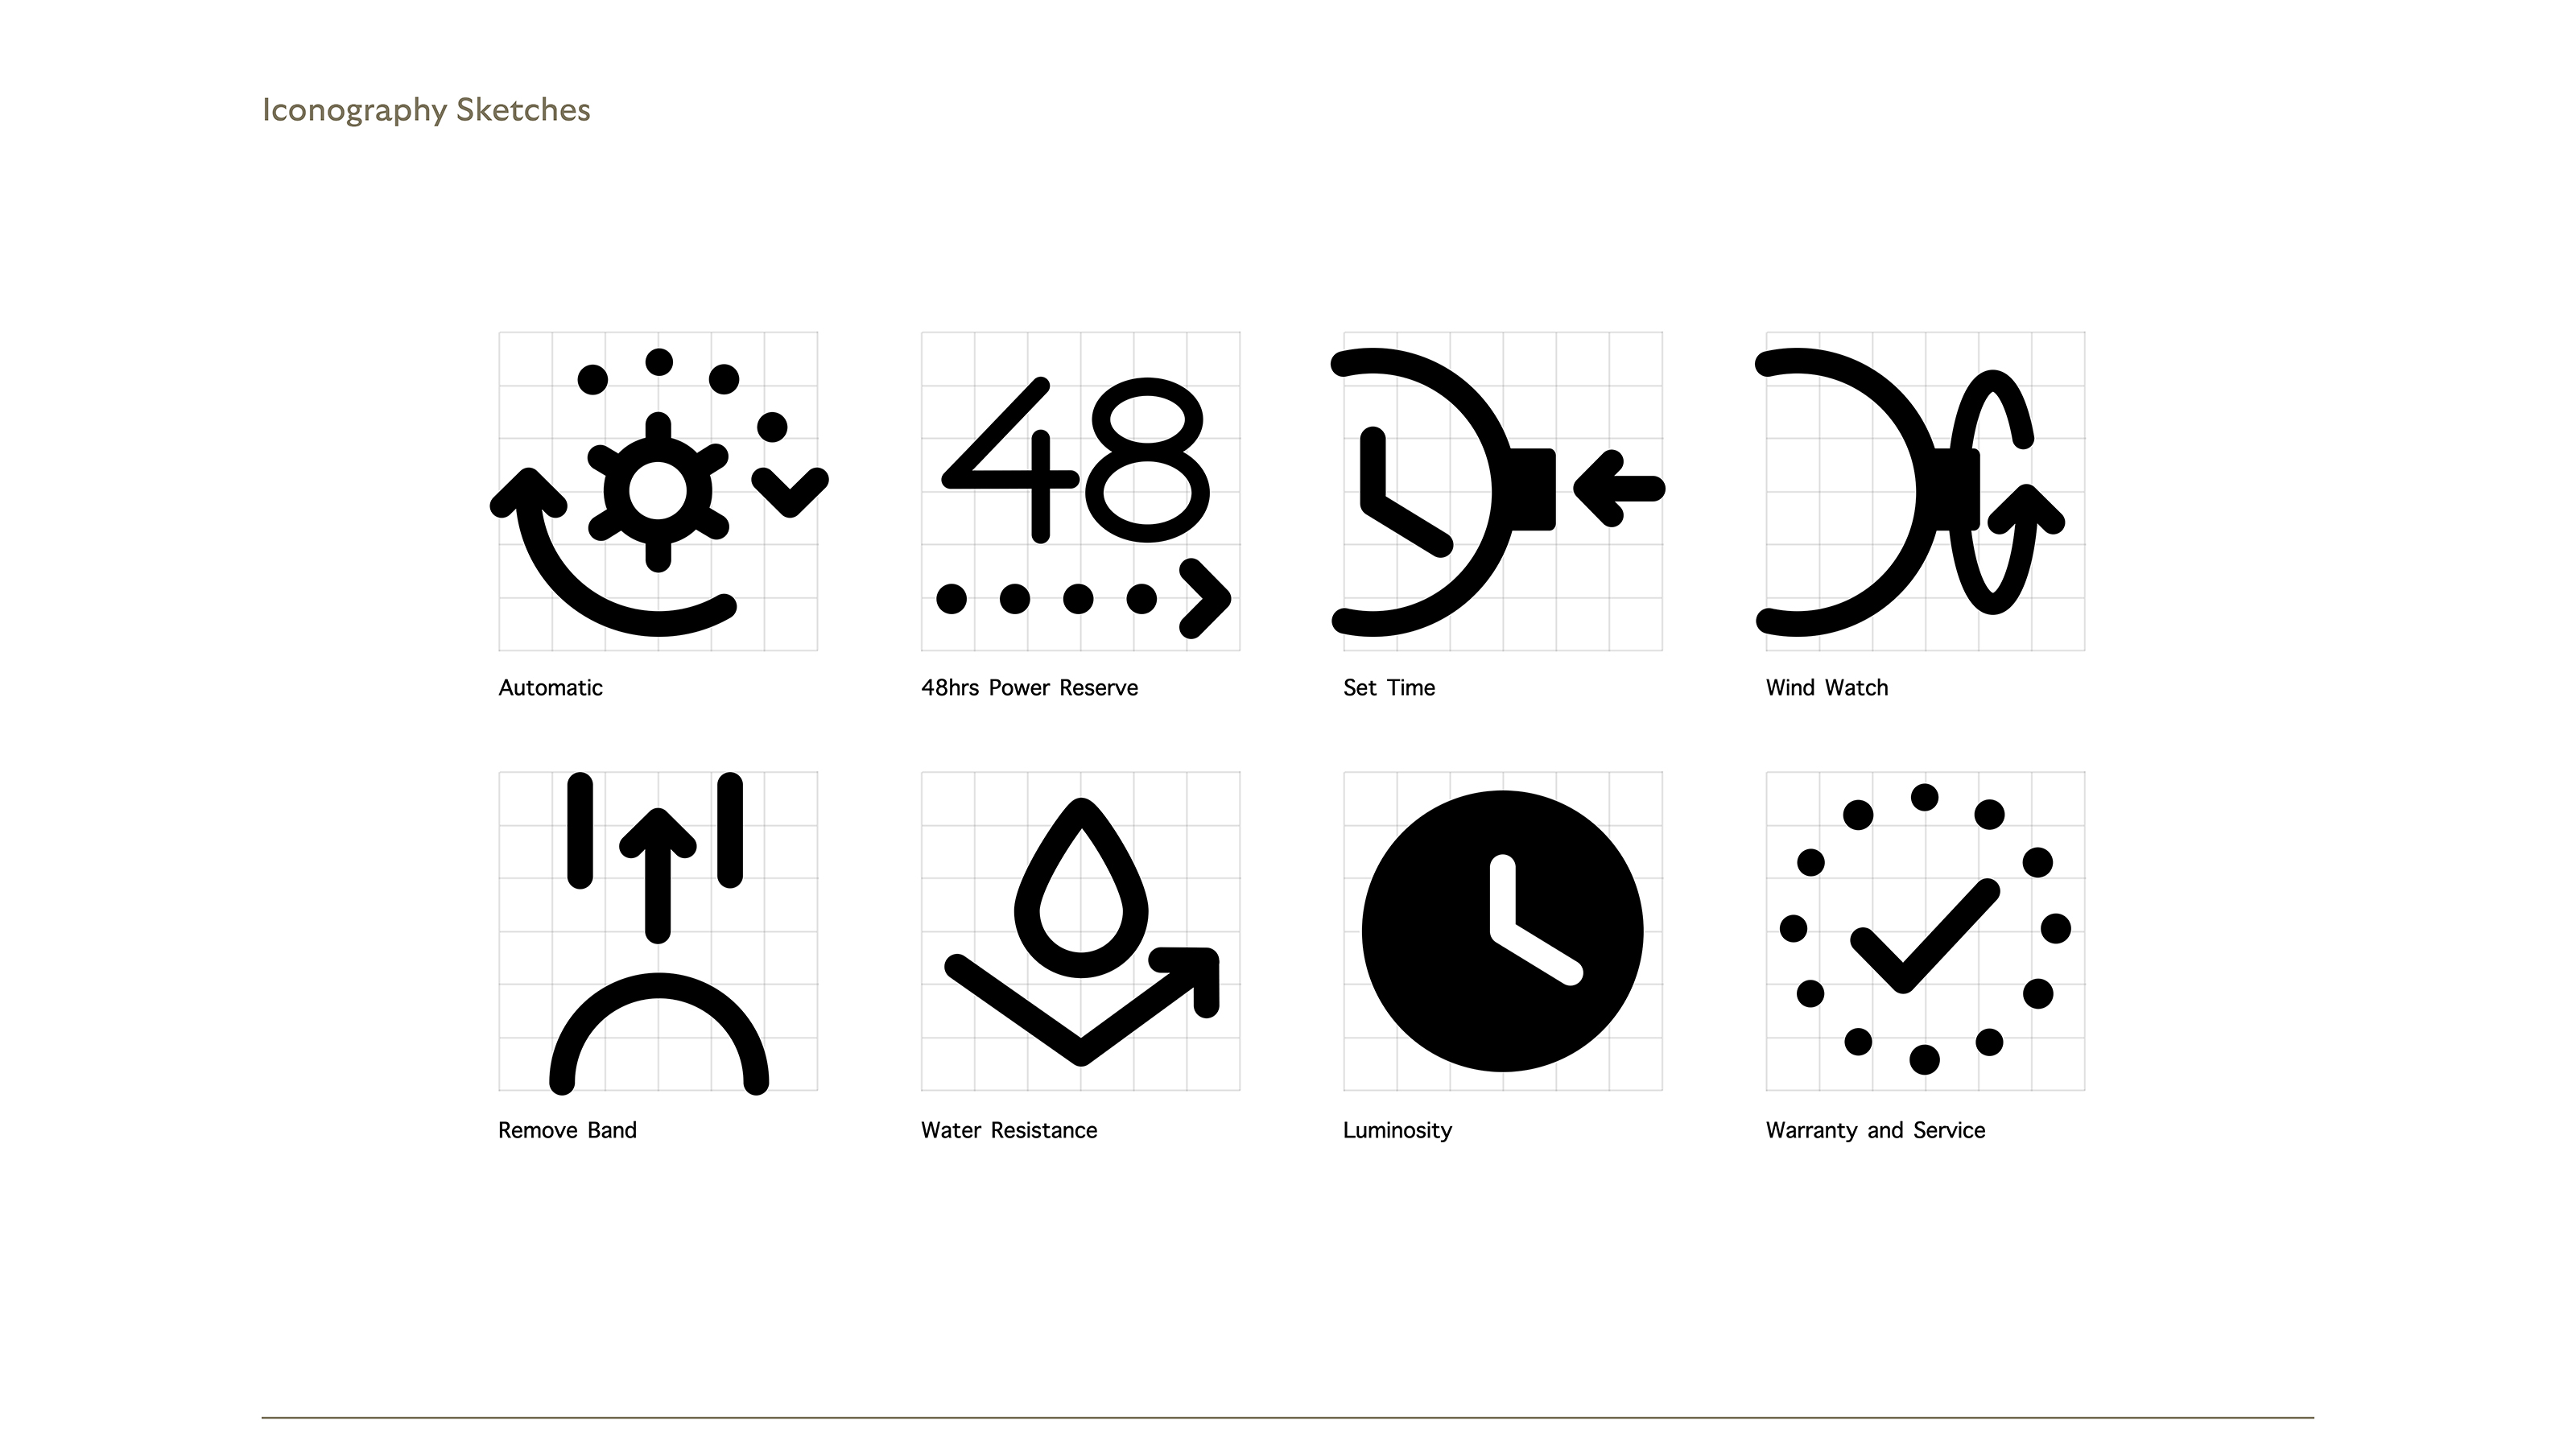 Iconography Sketches
48
Automatic
48hrs Power Reserve
Set Time
Wind Watch
Remove Band
Water Resistance
Luminosity
Warranty and Service